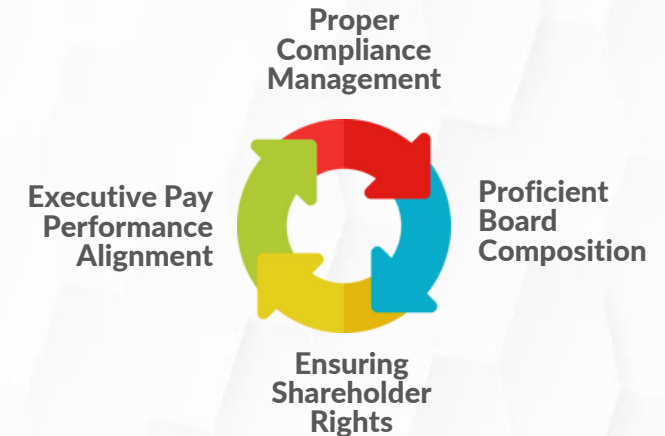 Proper
Compliance
Management
Executive Pay
Performance
Alignment
Proficient
Board
Composition
Ensuring
Shareholder
Rights